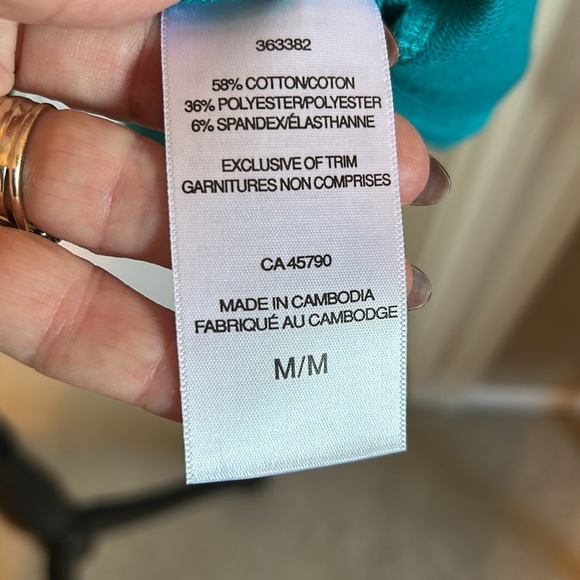 363382
58% COTTON/COTON
36% POLYESTER/POLYESTER
6% SPANDEX/ÉLASTHANNE
EXCLUSIVE OF TRIM
GARNITURES NON COMPRISES
CA 45790
MADE IN CAMBODIA
FABRIQUÉ AU CAMBODGE
M/M